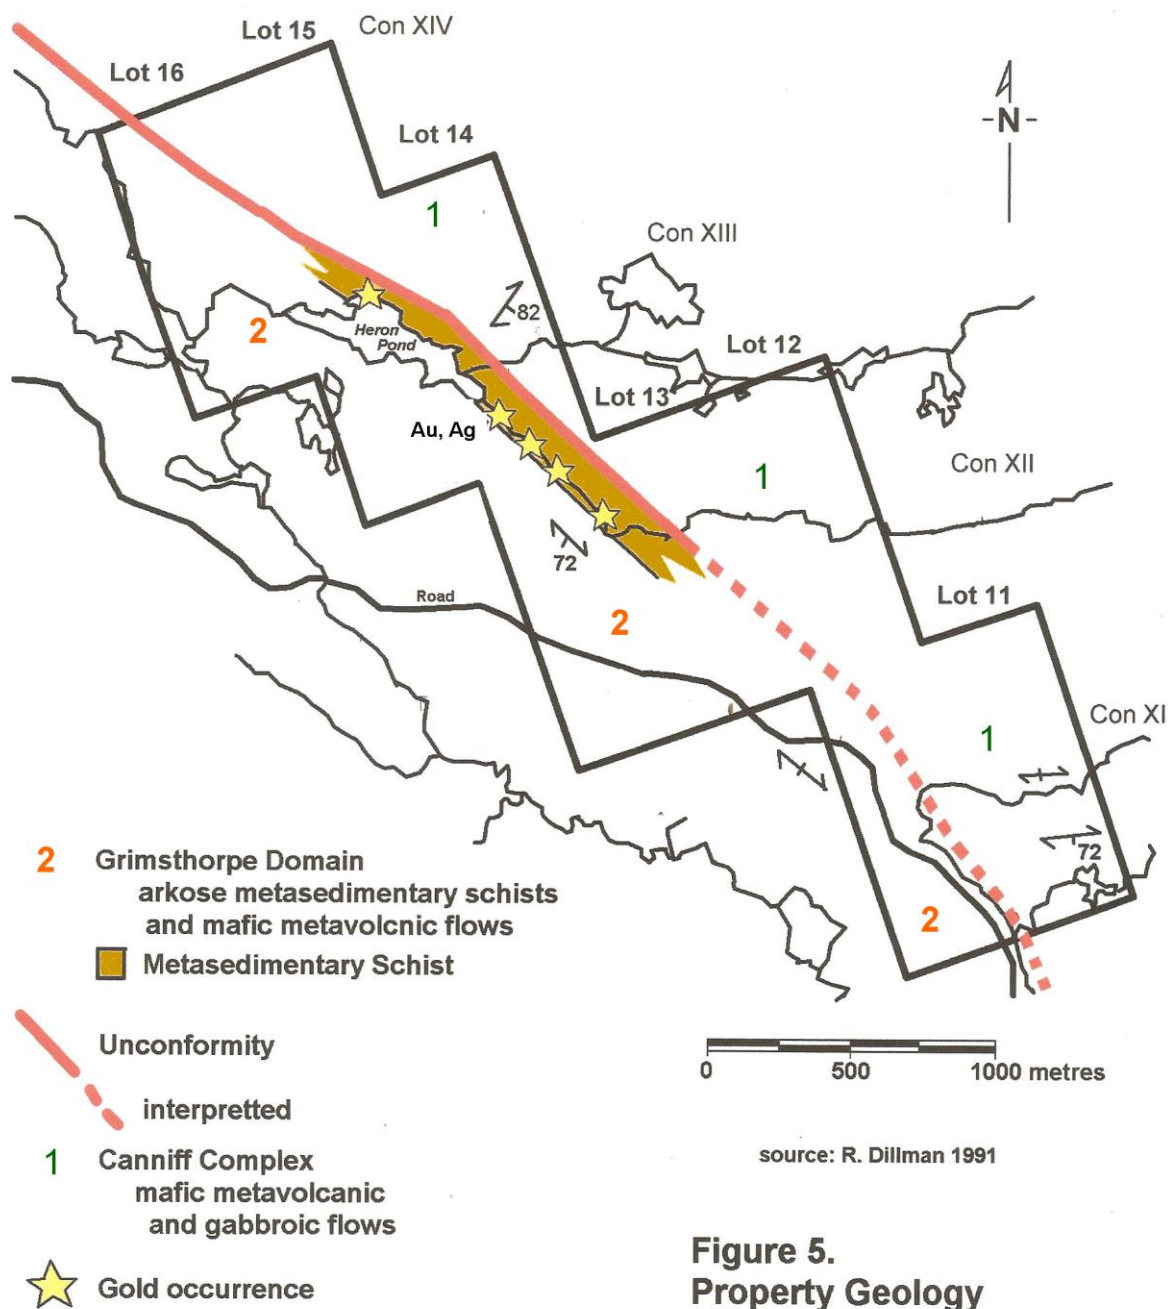 Lot 15
Con XIV
Lot 16
Lot 14
-N-
1
Con XIII
82
2
Heron
Pond
Lot 12
Lot 13
Au, Ag
1
Con XII
72
Road
2
Lot 11
1
Con XI
72
2
2 Grimsthorpe Domain
arkose metasedimentary schists
and mafic metavolcnic flows
Metasedimentary Schist
Unconformity
interpretted
1 Canniff Complex
mafic metavolcanic
and gabbroic flows
Gold occurrence
0 500 1000 metres
source: R. Dillman 1991
Figure 5.
Property Geology